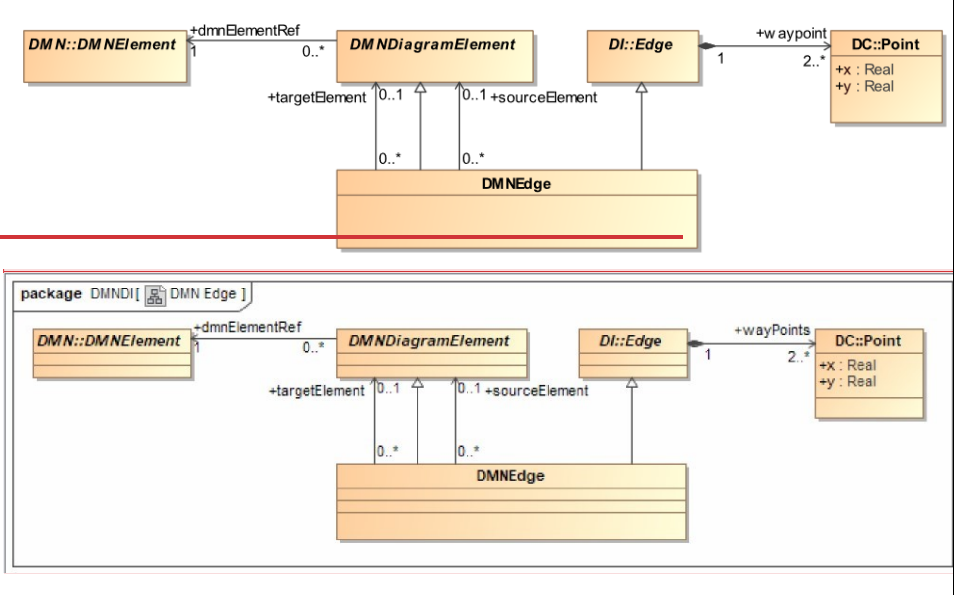 +dmnElementRef
+waypoint
DMN::DMNElement
1
0..*
DMNDiagramElement
DI::Edge
1
2..*
DC::Point
+x : Real
+y : Real
+targetElement
0..1
0..1
+sourceElement
0..*
0..*
DMNEdge
package DMNDI[ DMN Edge ]
+dmnElementRef
+wayPoints
DMN::DMNElement
1
0..*
DMNDiagramElement
DI::Edge
1
2..*
DC::Point
+x : Real
+y : Real
+targetElement
0..1
0..1
+sourceElement
0..*
0..*
DMNEdge